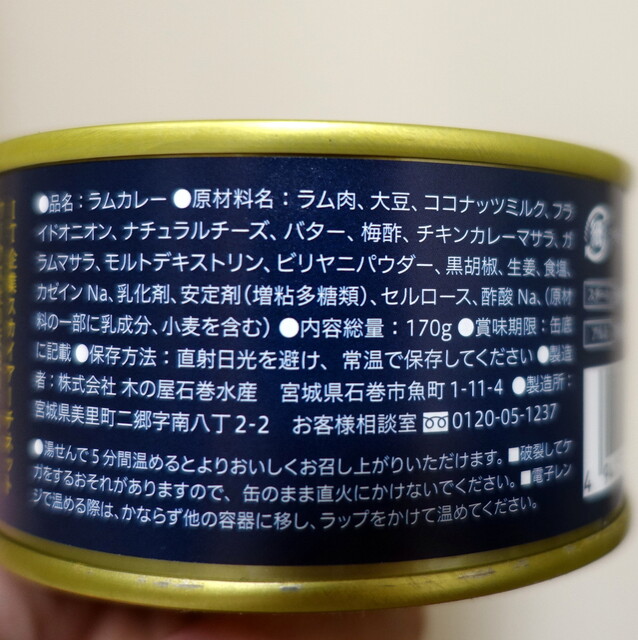 ●品名：ラムカレー ●原材料名：ラム肉、大豆、ココナッツミルク、フラ
イドオニオン、ナチュラルチーズ、バター、梅酢、チキンカレーマサラ、ガ
ラムマサラ、モルトデキストリン、ビリヤニパウダー、黒胡椒、生姜、食塩、
カゼインNa、乳化剤、安定剤（増粘多糖類）、セルロース、酢酸Na、（原材
料の一部に乳成分、小麦を含む）●内容総量：170g ●賞味期限：缶底
に記載 ●保存方法：直射日光を避け、常温で保存してください ●製造
者：株式会社 木の屋石巻水産 宮城県石巻市魚町1-11-4 ●製造所：
宮城県美里町二郷字南八丁2-2 お客様相談室 0120-05-1237
●湯せんで5分間温めるとよりおいしくお召し上がりいただけます。■破裂してケ
ガをするおそれがありますので、缶のまま直火にかけないでください。■電子レン
ジで温める際は、かならず他の容器に移し、ラップをかけて温めてください。